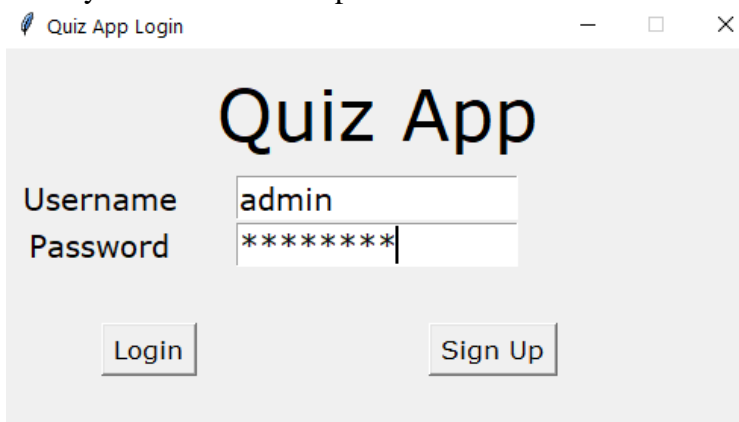 Quiz App Login
Quiz App
Username admin
Password ********
Login Sign Up